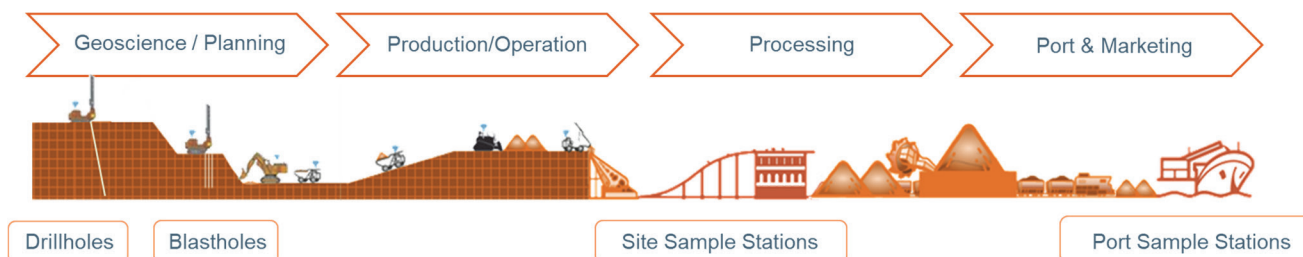 Geoscience / Planning
Production/Operation
Processing
Port & Marketing
Drillholes
Blastholes
Site Sample Stations
Port Sample Stations